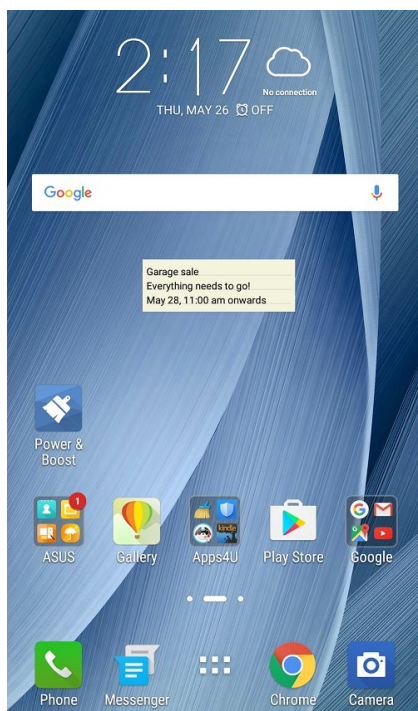 2:17
No connection
THU, MAY 26 OFF
Google
Garage sale
Everything needs to go!
May 28, 11:00 am onwards
Power &
Boost
1
kindle
G
ASUS Gallery Apps4U Play Store Google
Phone Messenger Chrome Camera